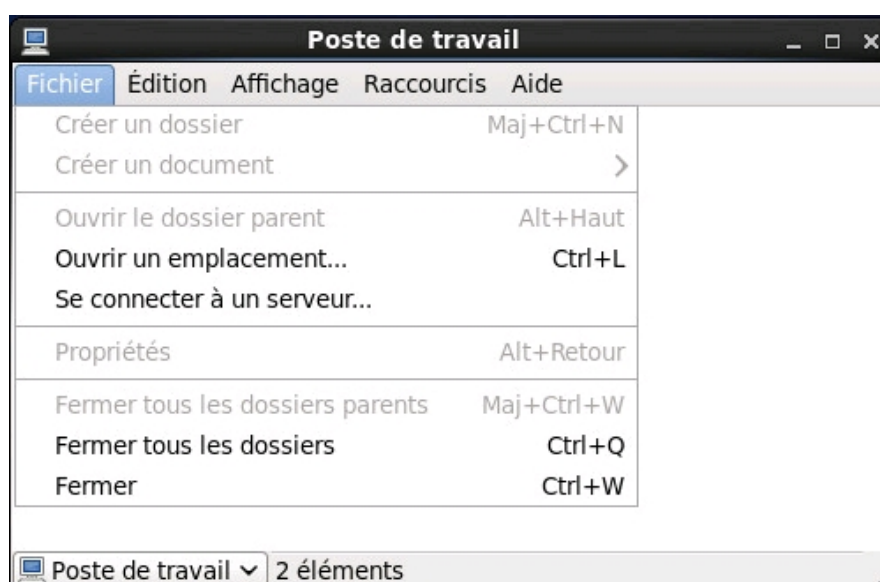 Poste de travail
Fichier Édition Affichage Raccourcis Aide
Créer un dossier Maj+Ctrl+N
Créer un document
Ouvrir le dossier parent Alt+Haut
Ouvrir un emplacement... Ctrl+L
Se connecter à un serveur...
Propriétés Alt+Retour
Fermer tous les dossiers parents Maj+Ctrl+W
Fermer tous les dossiers Ctrl+Q
Fermer Ctrl+W
Poste de travail 2 éléments